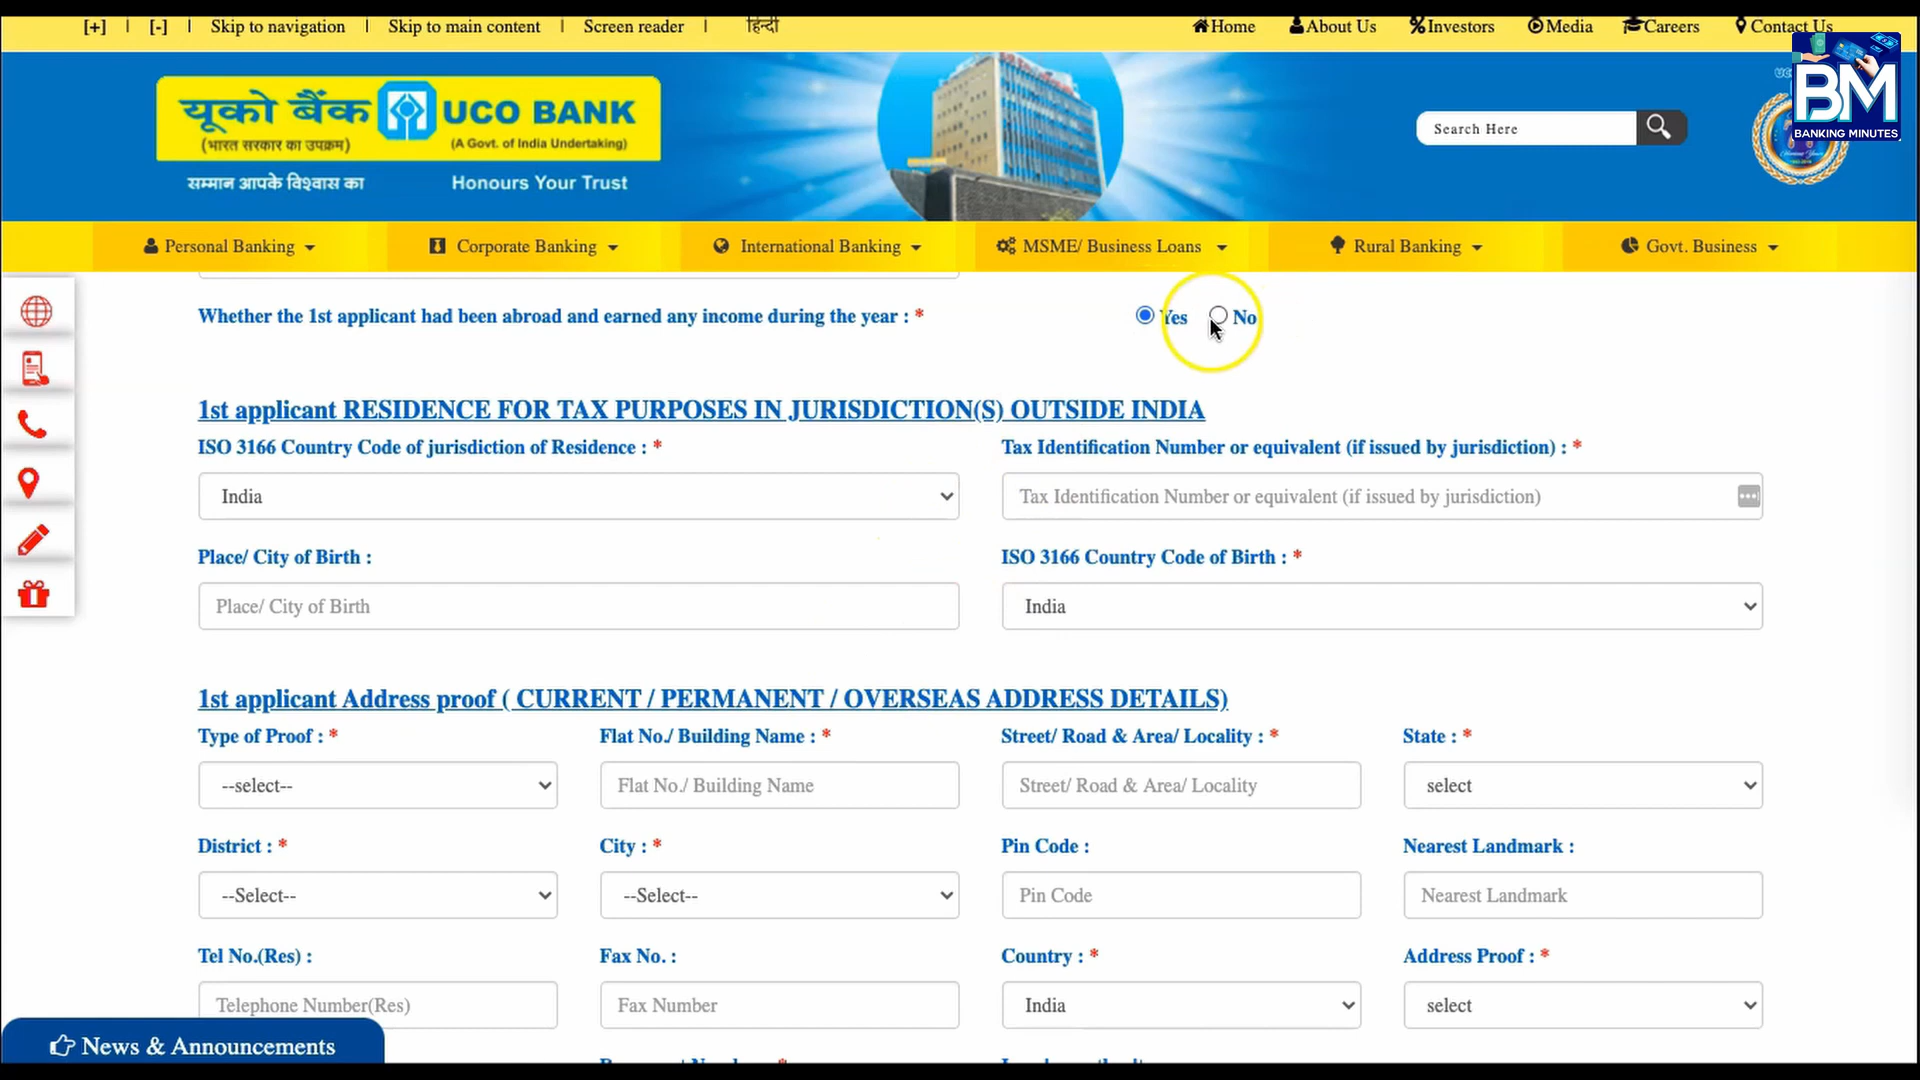 [+] | [-] | Skip to navigation | Skip to main content | Screen reader | हिन्दी Home About Us Investors Media Careers Contact Us
यूको बैंक UCO BANK
(भारत सरकार का उपक्रम) (A Govt. of India Undertaking)
सम्मान आपके विश्वास का Honours Your Trust
Search Here
BM
BANKING MINUTES
Personal Banking Corporate Banking International Banking MSME/ Business Loans Rural Banking Govt. Business
Whether the 1st applicant had been abroad and earned any income during the year : * Yes No
1st applicant RESIDENCE FOR TAX PURPOSES IN JURISDICTION(S) OUTSIDE INDIA
ISO 3166 Country Code of jurisdiction of Residence : * Tax Identification Number or equivalent (if issued by jurisdiction) : *
India Tax Identification Number or equivalent (if issued by jurisdiction)
Place/ City of Birth : ISO 3166 Country Code of Birth : *
Place/ City of Birth India
1st applicant Address proof ( CURRENT / PERMANENT / OVERSEAS ADDRESS DETAILS)
Type of Proof : * Flat No./ Building Name : * Street/ Road & Area/ Locality : * State : *
--select-- Flat No./ Building Name Street/ Road & Area/ Locality select
District : * City : * Pin Code : Nearest Landmark :
--Select-- --Select-- Pin Code Nearest Landmark
Tel No.(Res) : Fax No. : Country : * Address Proof : *
Telephone Number(Res) Fax Number India select
News & Announcements